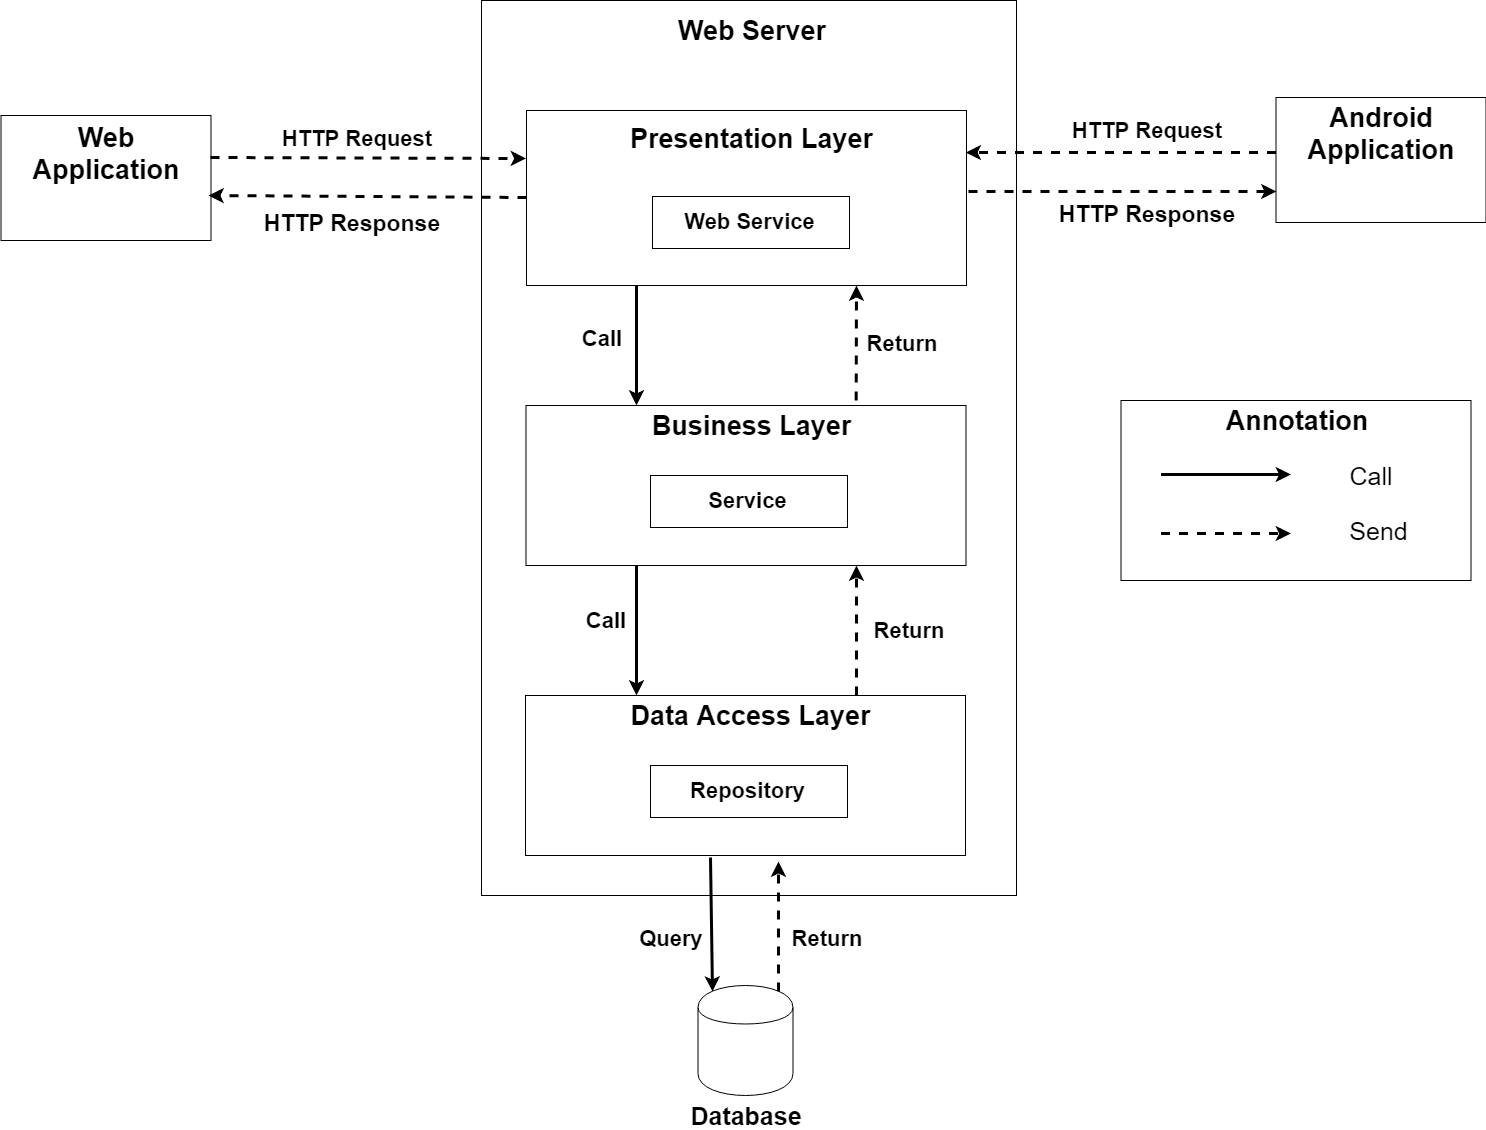 Web Server
Web
Application
HTTP Request
HTTP Response
Presentation Layer
Web Service
HTTP Request
HTTP Response
Android
Application
Call
Return
Business Layer
Service
Annotation
Call
Send
Call
Return
Data Access Layer
Repository
Query
Return
Database